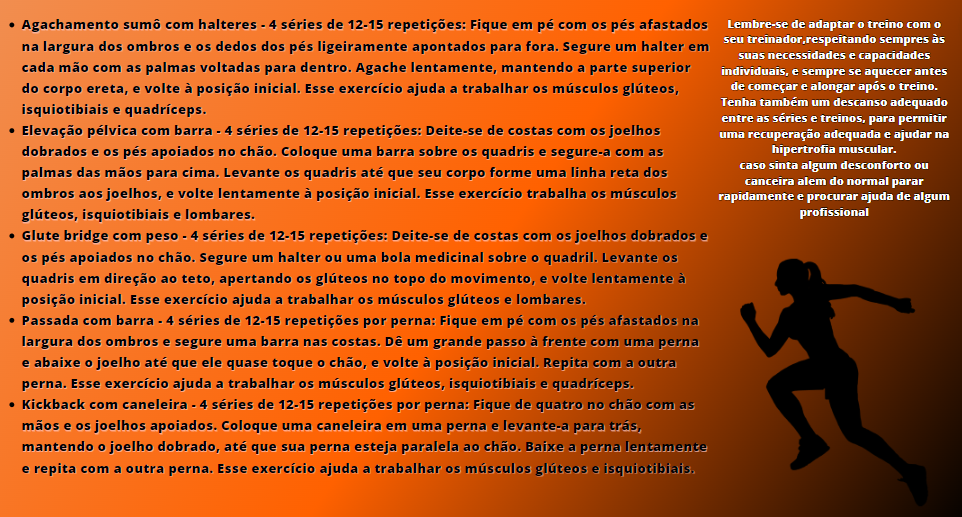 • Agachamento sumô com halteres - 4 séries de 12-15 repetições: Fique em pé com os pés afastados
na largura dos ombros e os dedos dos pés ligeiramente apontados para fora. Segure um halter em
cada mão com as palmas voltadas para dentro. Agache lentamente, mantendo a parte superior
do corpo ereta, e volte à posição inicial. Esse exercício ajuda a trabalhar os músculos glúteos,
isquiotibiais e quadríceps.
• Elevação pélvica com barra - 4 séries de 12-15 repetições: Deite-se de costas com os joelhos
dobrados e os pés apoiados no chão. Coloque uma barra sobre os quadris e segure-a com as
palmas das mãos para cima. Levante os quadris até que seu corpo forme uma linha reta dos
ombros aos joelhos, e volte lentamente à posição inicial. Esse exercício trabalha os músculos
glúteos, isquiotibiais e lombares.
• Glute bridge com peso - 4 séries de 12-15 repetições: Deite-se de costas com os joelhos dobrados e
os pés apoiados no chão. Segure um halter ou uma bola medicinal sobre o quadril. Levante os
quadris em direção ao teto, apertando os glúteos no topo do movimento, e volte lentamente à
posição inicial. Esse exercício ajuda a trabalhar os músculos glúteos e lombares.
• Passada com barra - 4 séries de 12-15 repetições por perna: Fique em pé com os pés afastados na
largura dos ombros e segure uma barra nas costas. Dê um grande passo à frente com uma perna
e abaixe o joelho até que ele quase toque o chão, e volte à posição inicial. Repita com a outra
perna. Esse exercício ajuda a trabalhar os músculos glúteos, isquiotibiais e quadríceps.
• Kickback com caneleira - 4 séries de 12-15 repetições por perna: Fique de quatro no chão com as
mãos e os joelhos apoiados. Coloque uma caneleira em uma perna e levante-a para trás,
mantendo o joelho dobrado, até que sua perna esteja paralela ao chão. Baixe a perna lentamente
e repita com a outra perna. Esse exercício ajuda a trabalhar os músculos glúteos e isquiotibiais.
Lembre-se de adaptar o treino com o
seu treinador,respeitando sempres às
suas necessidades e capacidades
individuais, e sempre se aquecer antes
de começar e alongar após o treino.
Tenha também um descanso adequado
entre as séries e treinos, para permitir
uma recuperação adequada e ajudar na
hipertrofia muscular.
caso sinta algum desconforto ou
canceira alem do normal parar
rapidamente e procurar ajuda de algum
profissional